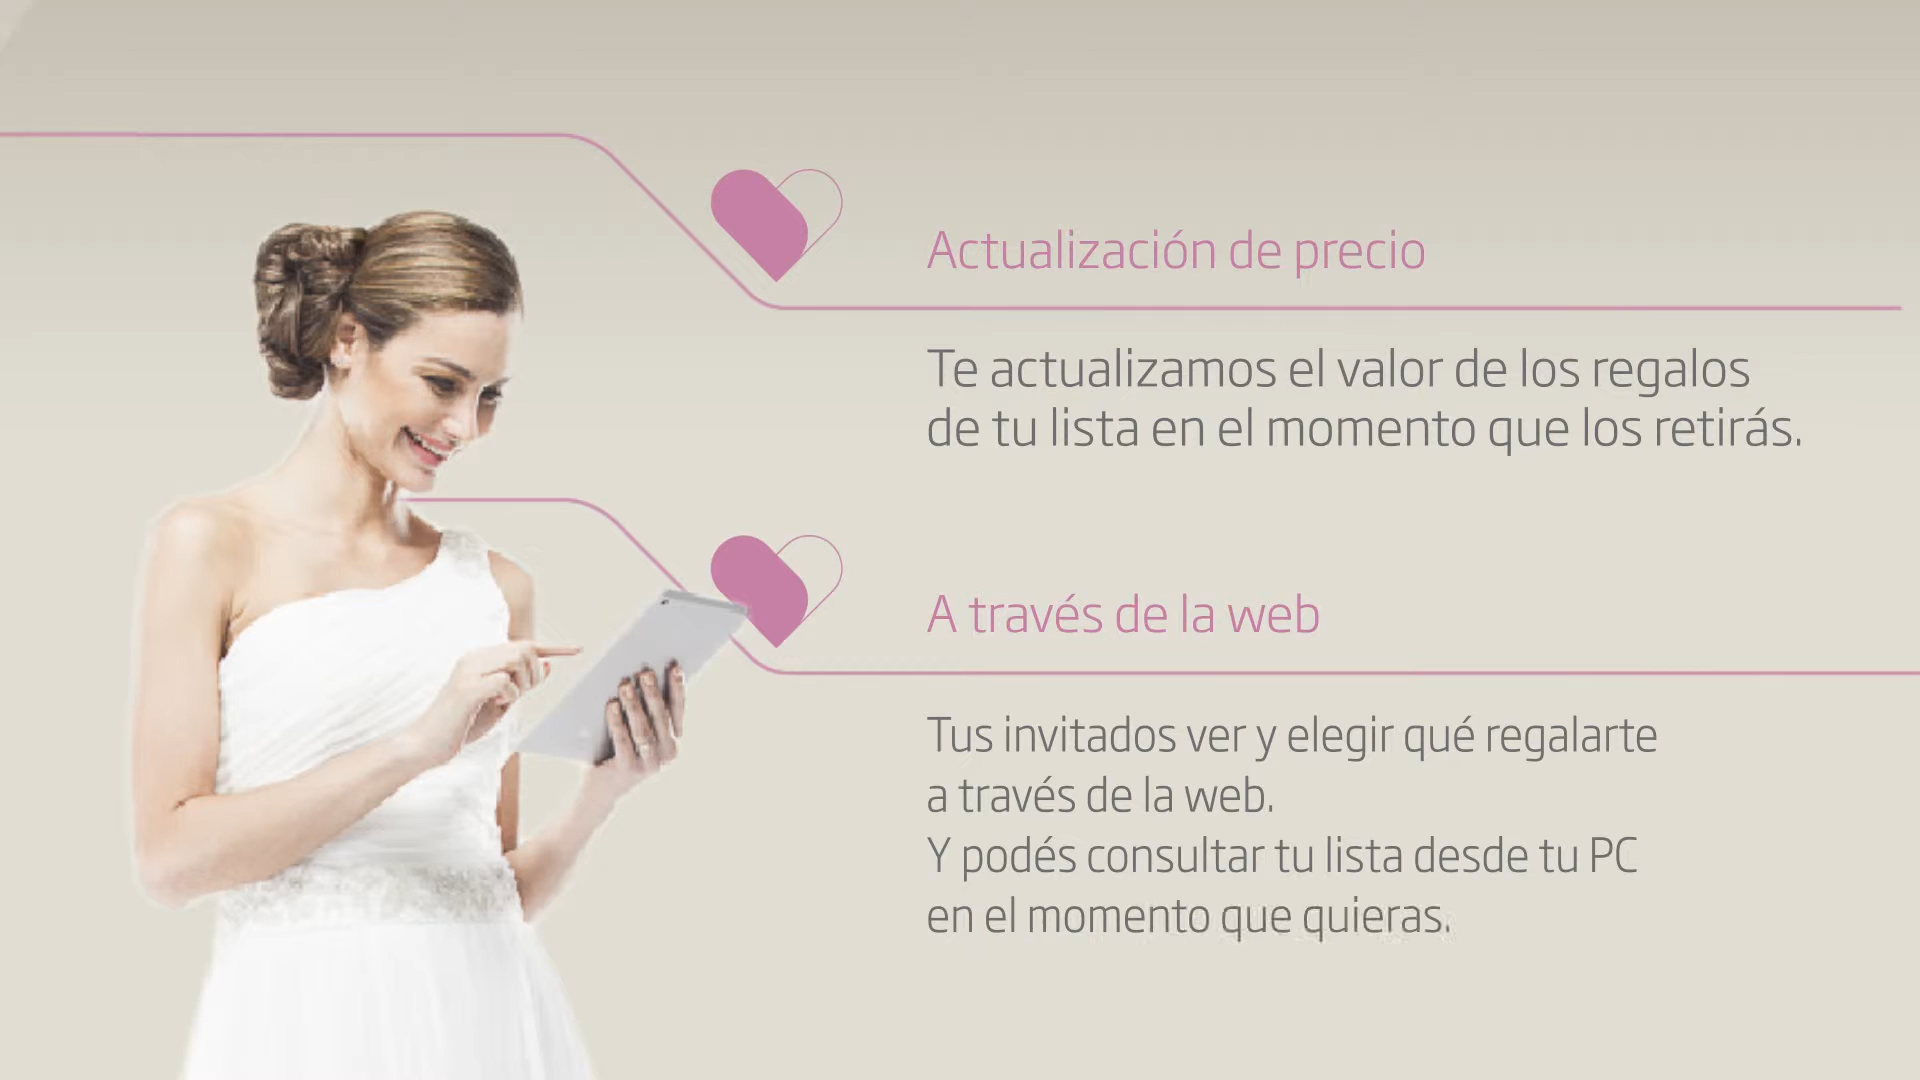 Actualización de precio
Te actualizamos el valor de los regalos
de tu lista en el momento que los retirás.
A través de la web
Tus invitados ver y elegir qué regalarte
a través de la web.
Y podés consultar tu lista desde tu PC
en el momento que quieras.